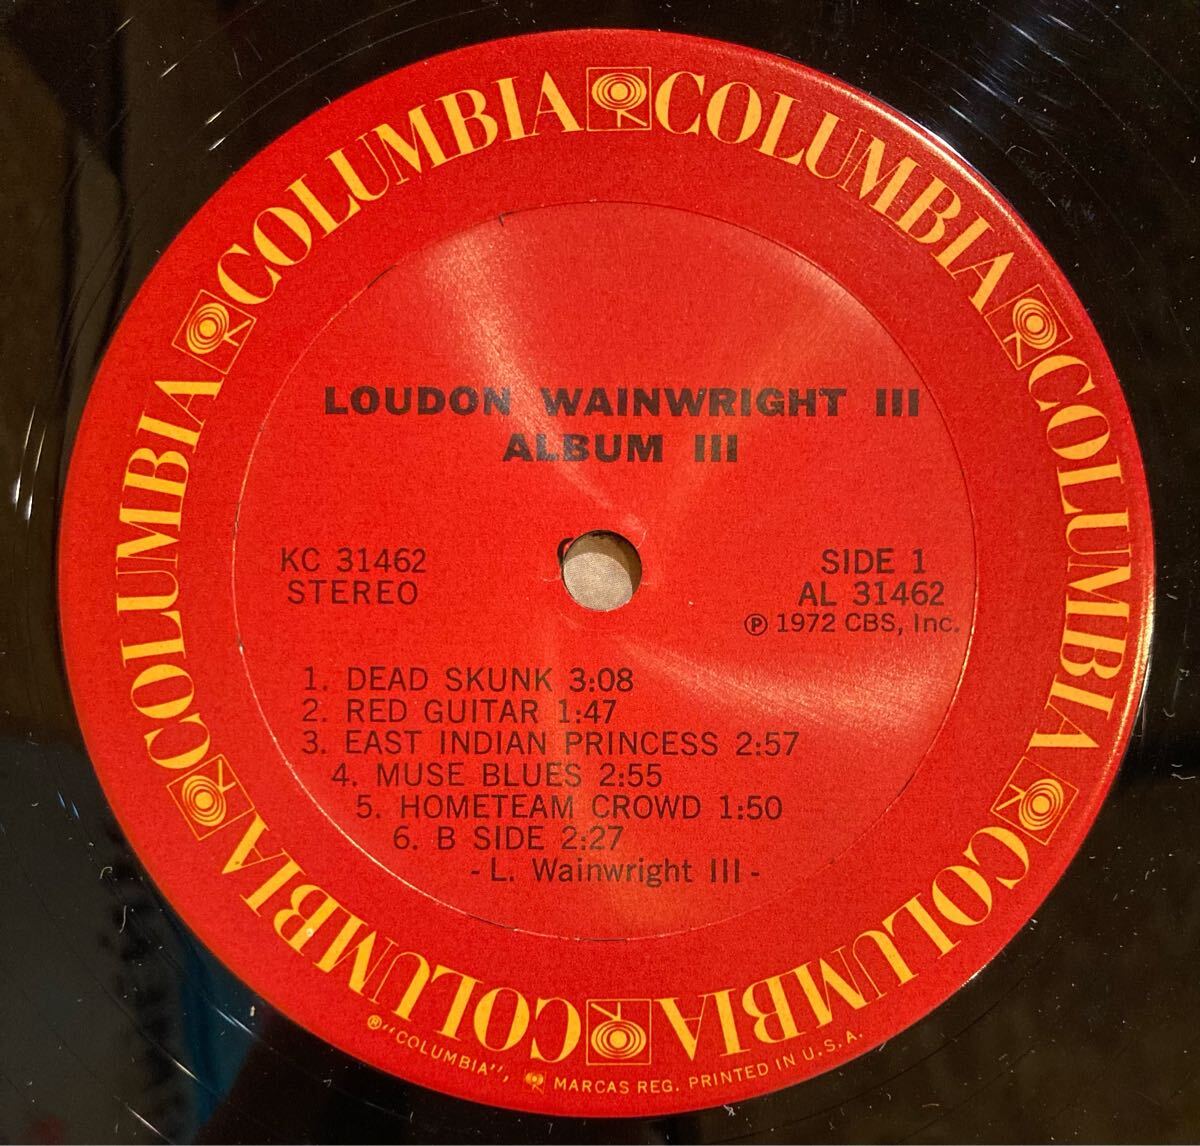 COLUMBIA COLUMBIA COLUMBIA COLUMBIA COLUMBIA COLUMBIA
LOUDON WAINWRIGHT III
ALBUM III
KC 31462
STEREO
SIDE 1
AL 31462
℗ 1972 CBS, Inc.
1. DEAD SKUNK 3:08
2. RED GUITAR 1:47
3. EAST INDIAN PRINCESS 2:57
4. MUSE BLUES 2:55
5. HOMETEAM CROWD 1:50
6. B SIDE 2:27
- L. Wainwright III -
®"COLUMBIA", MARCAS REG. PRINTED IN U.S.A.